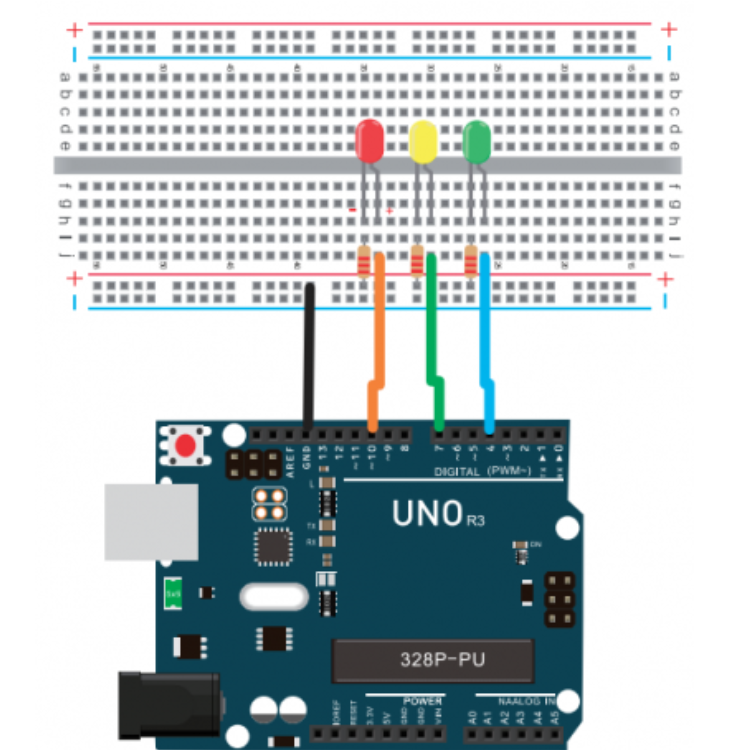 + +
a a
b b
c c
d d
e e
f f
g g
h h
i i
j j
- +
+ +
AREF
GND
13
12
~11
~10
~9
8
7
~6
~5
4
~3
2
TX ▶ 1
RX ▶ 0
DIGITAL (PWM~)
L
TX
RX
UNO R3
ON
5V5
328P-PU
POWER
NAALOG IN
IOREF
RESET
3.3V
5V
GND
GND
VIN
A0
A1
A2
A3
A4
A5